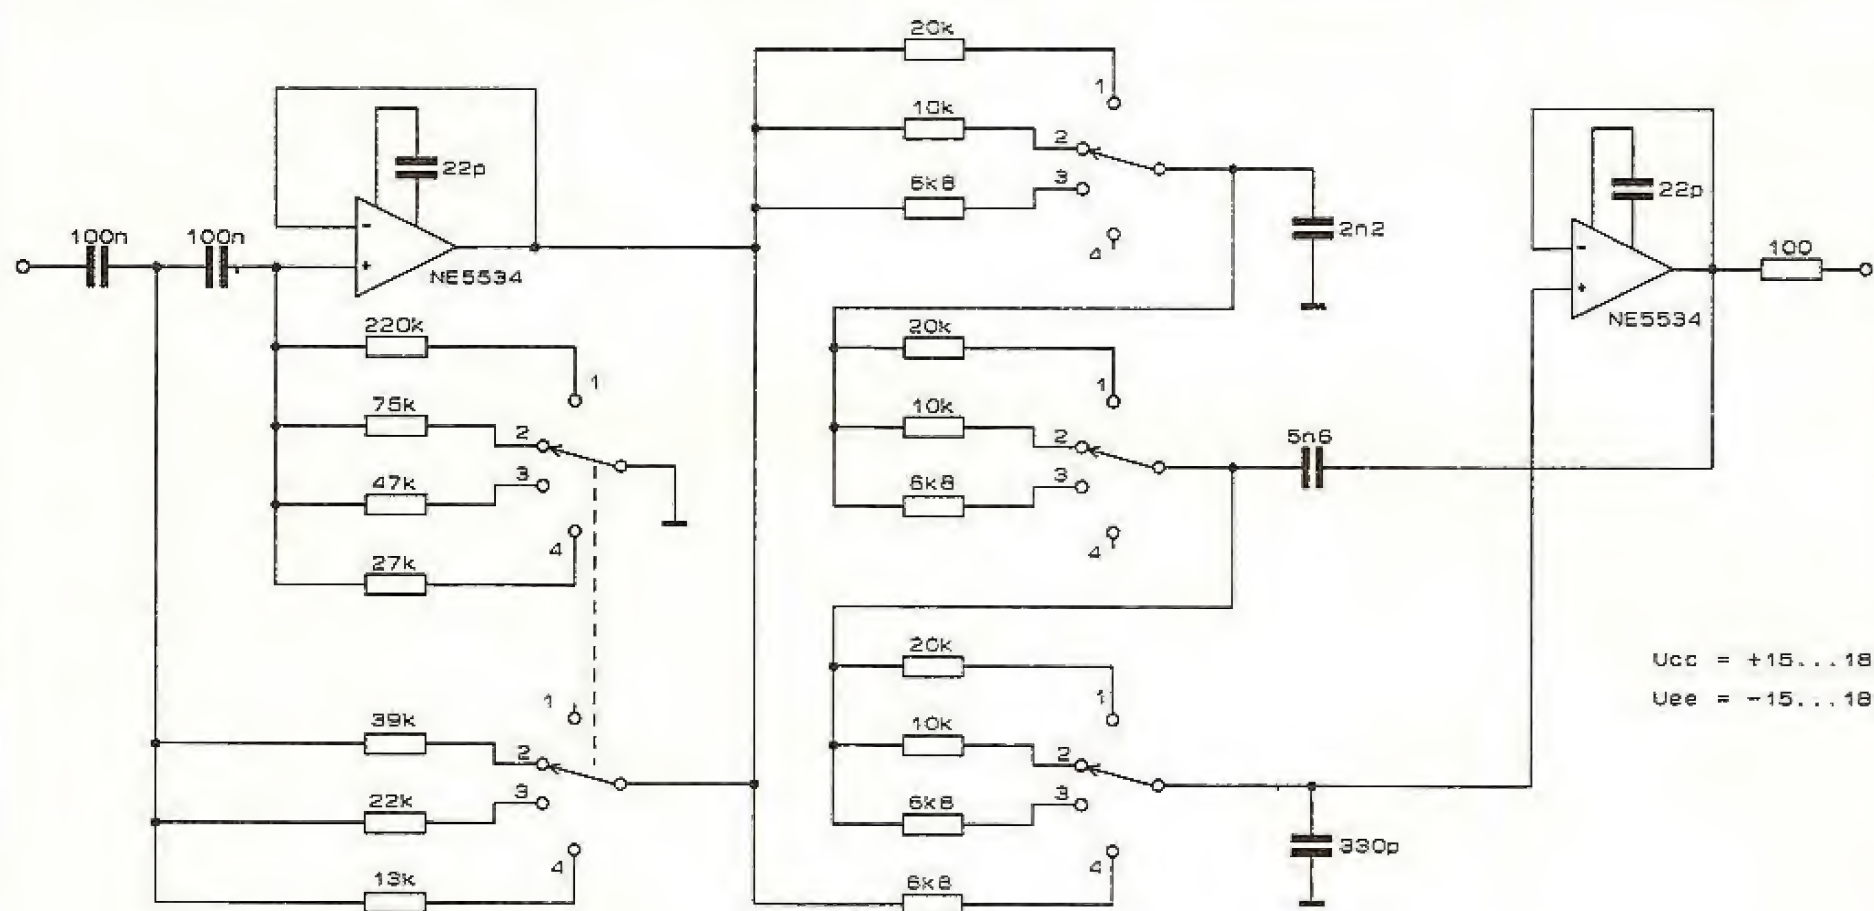 100n
100n
22p
NE5534
220k
1
75k
2
47k
3
4
27k
1
39k
2
22k
3
4
13k
20k
1
10k
2
6k8
3
4
2n2
20k
1
10k
2
6k8
3
4
5n6
20k
1
10k
2
6k8
3
4
6k8
330p
22p
NE5534
100
Ucc = +15...18
Uee = -15...18